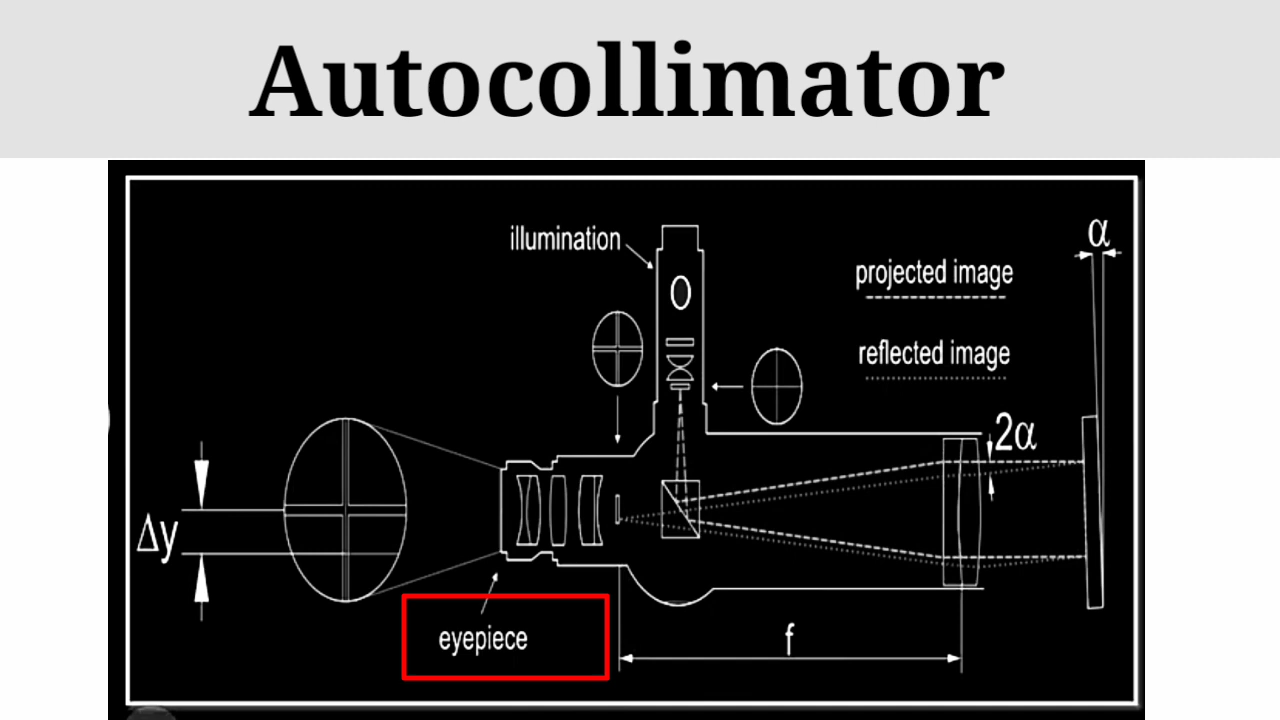 Autocollimator
illumination
α
projected image
reflected image
2α
Δy
eyepiece
f